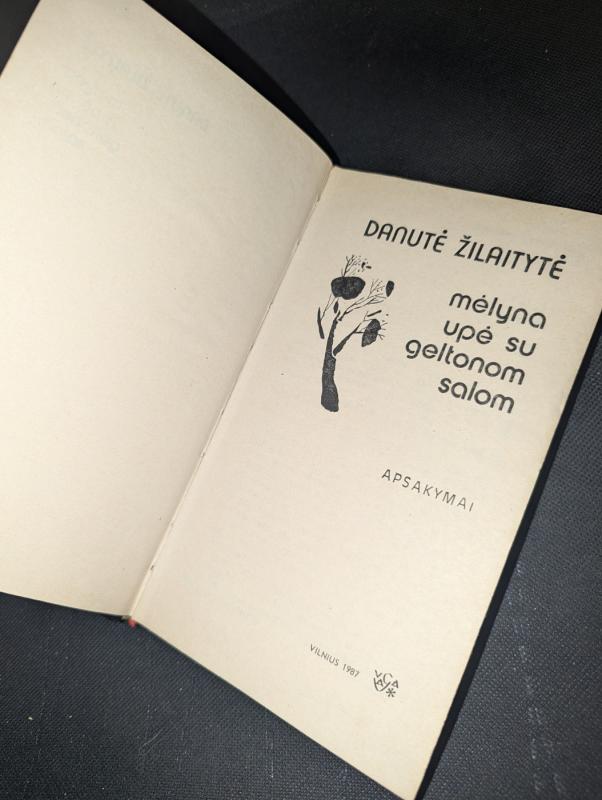 DANUTĖ ŽILAITYTĖ
mėlyna
upė su
geltonom
salom
APSAKYMAI
VILNIUS 1987